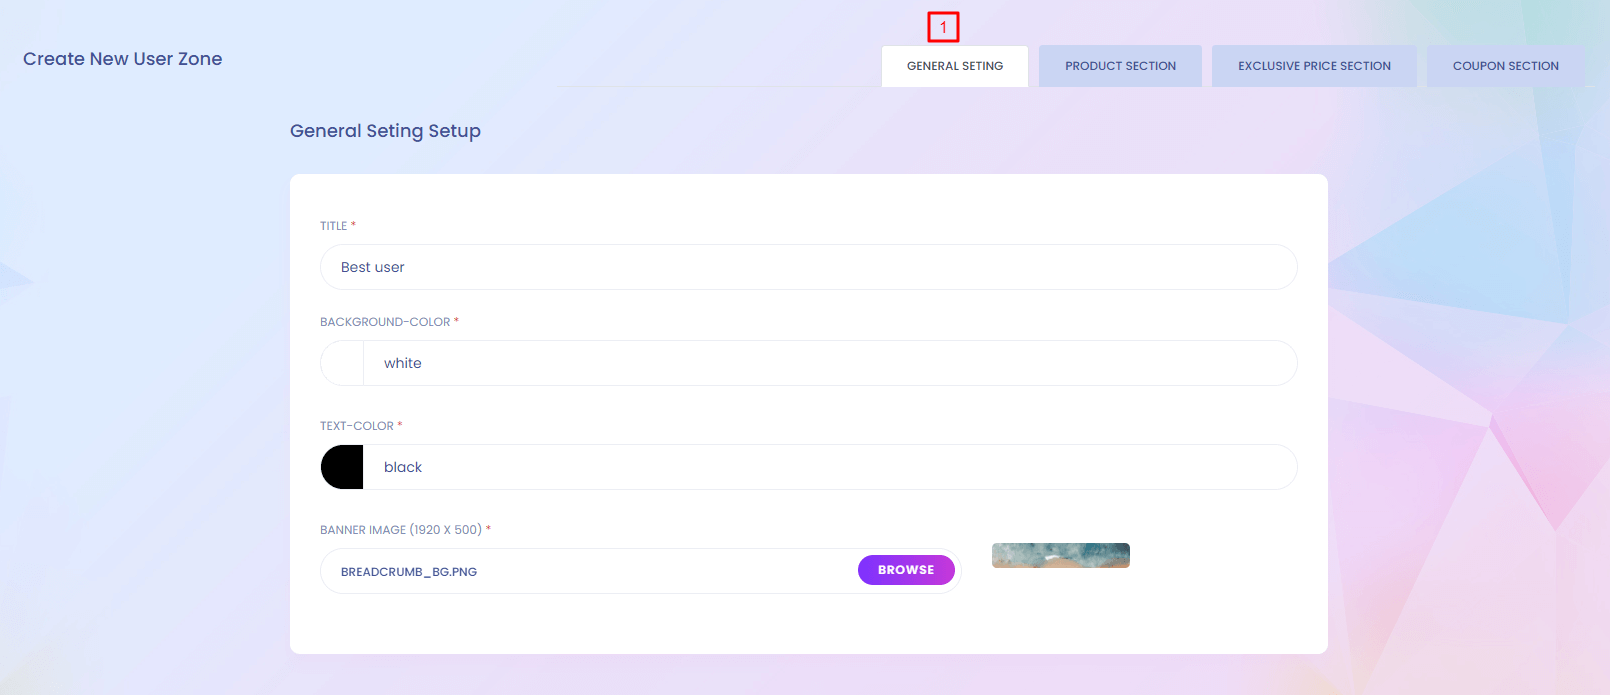 1
Create New User Zone
GENERAL SETING
PRODUCT SECTION
EXCLUSIVE PRICE SECTION
COUPON SECTION
General Seting Setup
TITLE *
Best user
BACKGROUND-COLOR *
white
TEXT-COLOR *
black
BANNER IMAGE (1920 X 500) *
BREADCRUMB_BG.PNG
BROWSE